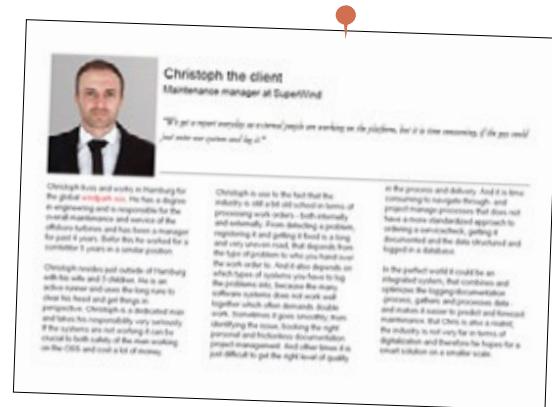 Christoph the client
Maintenance manager at SuperWind
"We get a report everyday as external people are working on the platform, but it is time consuming, if the guy could
just enter our system and log it."
Christoph lives and works in Hamburg for
the global He has a degree
in engineering and is responsible for the
overall maintenance and service of the
offshore turbines and has been a manager
for past 4 years. Befor this he worked for a
competitor 5 years in a similar position
Christoph resides just outside of Hamburg
with his wife and 3 children. He is an
active runner and uses the long runs to
clear his head and get things in
perspective. Christoph is a dedicated man
and takes his responsibility very seriously.
If the systems are not working it can be
crucial to both safety of the men working
on the OSS and cost a lot of money.
Christoph is use to the fact that the
industry is still a bit old school in terms of
processing work orders - both internally
and externally. From detecting a problem,
registering it and getting it fixed is a long
and very uneven road, that depends from
the type of problem to who you hand over
the work order to. And it also depends on
which types of systems you have to log
the problems into, because the many
software systems does not work well
together which often demands double
work. Sometimes it goes smoothly; from
identifying the issue, booking the right
personal and frictionless documentation
project management. And other times it is
just difficult to get the right level of quality
in the process and delivery. And it is time
consuming to navigate through- and
project manage processes that does not
have a more standardized approach to
ordering a servicecheck, getting it
documented and the data structured and
logged in a database.
In the perfect world it could be an
integrated system, that combines and
optimizes the logging/documentation
-process, gathers and processes data -
and makes it easier to predict and forecast
maintenance. But Chris is also a realist,
the industry is not very far in terms of
digitalization and therefore he hopes for a
smart solution on a smaller scale.